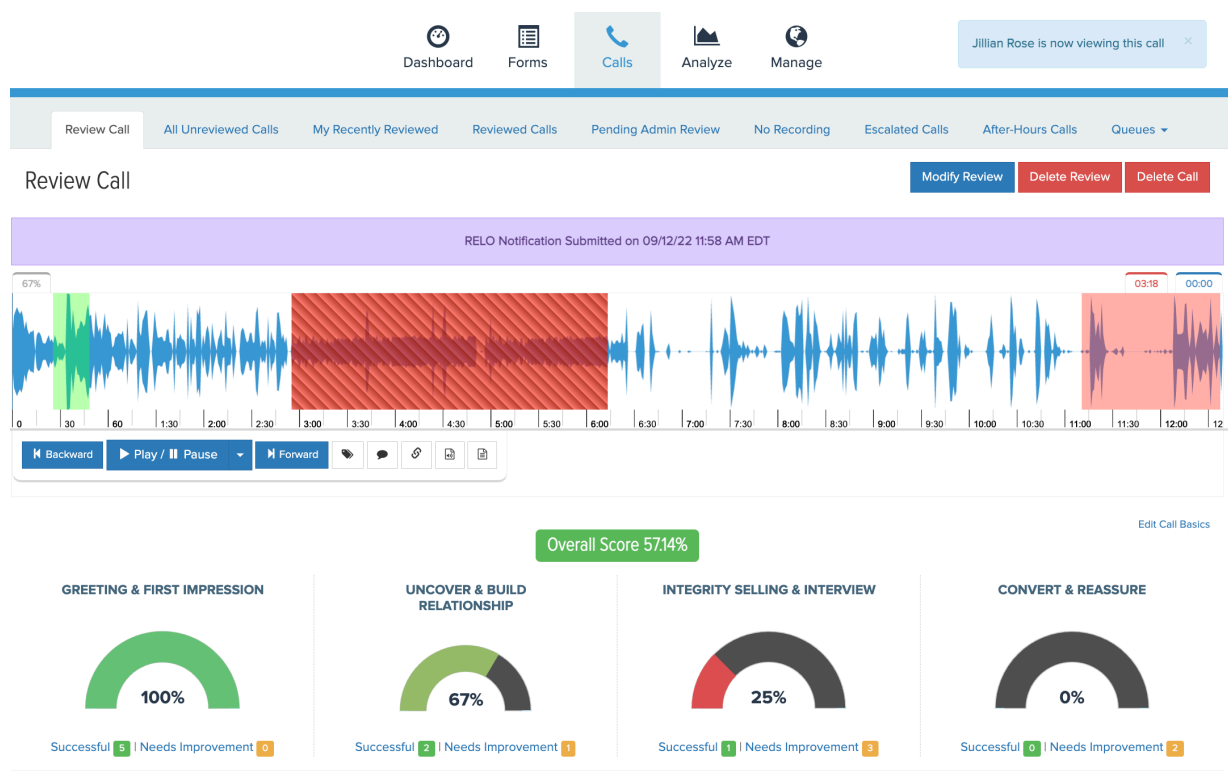 Dashboard Forms Calls Analyze Manage
Jillian Rose is now viewing this call ×
Review Call All Unreviewed Calls My Recently Reviewed Reviewed Calls Pending Admin Review No Recording Escalated Calls After-Hours Calls Queues
Review Call
Modify Review Delete Review Delete Call
RELO Notification Submitted on 09/12/22 11:58 AM EDT
67% 03:18 00:00
0 30 60 1:30 2:00 2:30 3:00 3:30 4:00 4:30 5:00 5:30 6:00 6:30 7:00 7:30 8:00 8:30 9:00 9:30 10:00 10:30 11:00 11:30 12:00 12
Backward Play / Pause Forward
Edit Call Basics
Overall Score 57.14%
GREETING & FIRST IMPRESSION
100%
Successful 5 | Needs Improvement 0
UNCOVER & BUILD
RELATIONSHIP
67%
Successful 2 | Needs Improvement 1
INTEGRITY SELLING & INTERVIEW
25%
Successful 1 | Needs Improvement 3
CONVERT & REASSURE
0%
Successful 0 | Needs Improvement 2